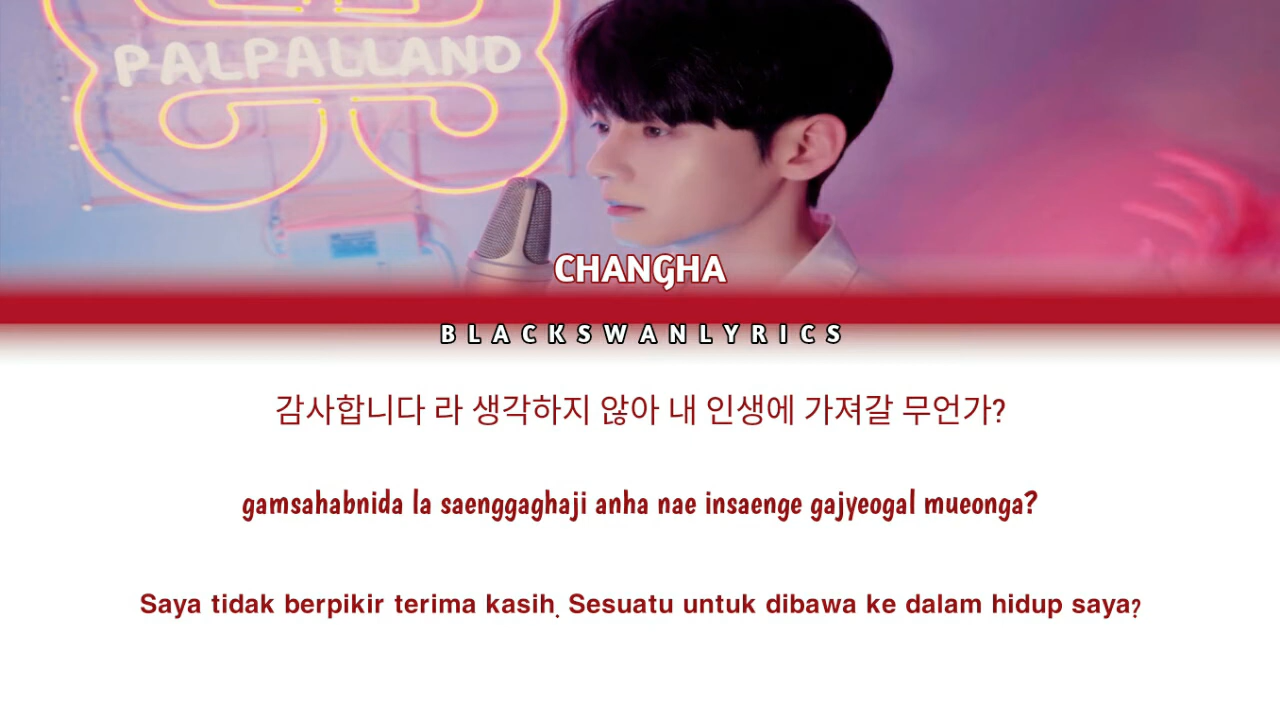 PALPALLAND
CHANGHA
BLACKSWANLYRICS
감사합니다 라 생각하지 않아 내 인생에 가져갈 무언가?
gamsahabnida la saenggaghaji anha nae insaenge gajyeogal mueonga?
Saya tidak berpikir terima kasih. Sesuatu untuk dibawa ke dalam hidup saya?